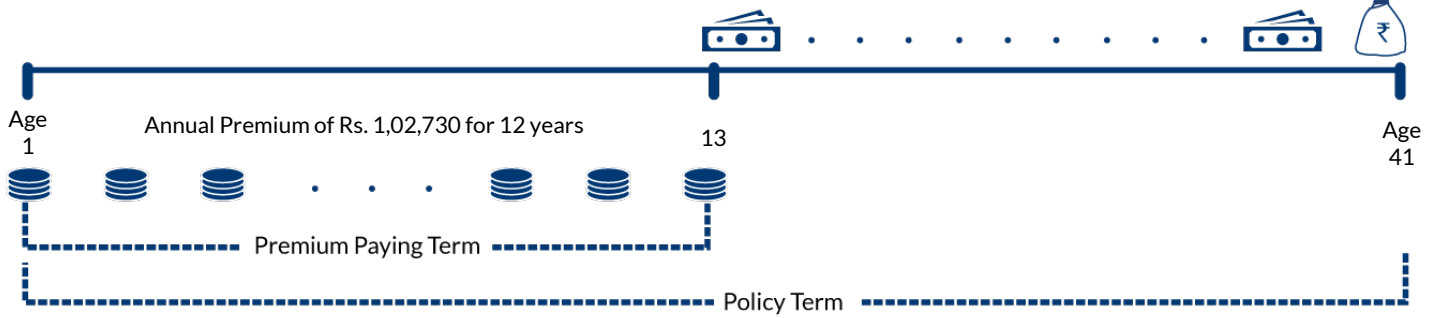 ₹
Age
1
Annual Premium of Rs. 1,02,730 for 12 years
13
Age
41
Premium Paying Term
Policy Term